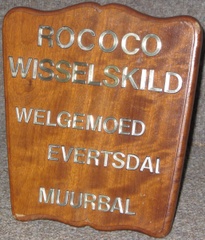 ROCOCO
WISSELSKILD
WELGEMOED
EVERTSDAL
MUURBAL